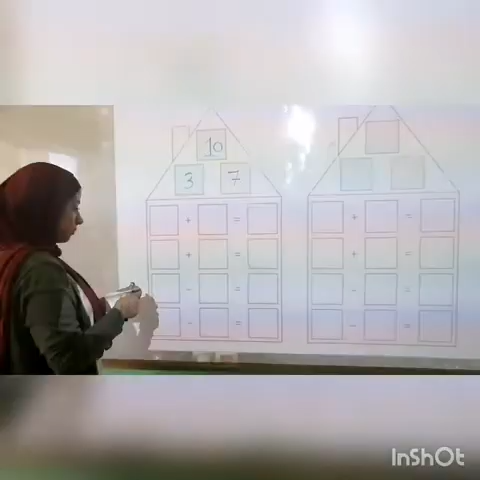 10
3 7
+ = + =
+ = + =
- = - =
- = - =
InShOt